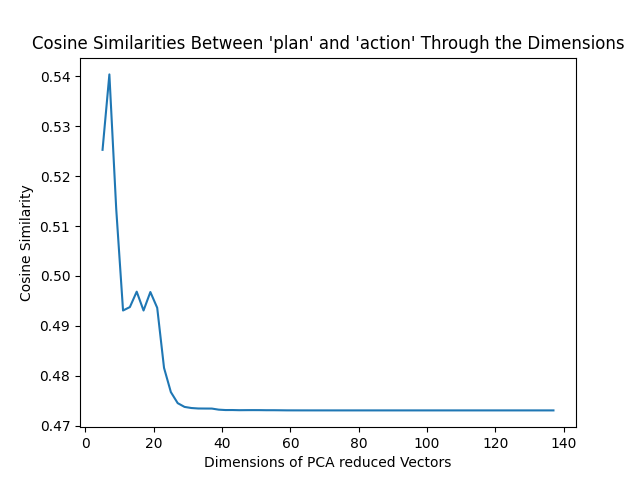 Cosine Similarities Between 'plan' and 'action' Through the Dimensions
0.54
0.53
0.52
0.51
0.50
0.49
0.48
0.47
Cosine Similarity
0 20 40 60 80 100 120 140
Dimensions of PCA reduced Vectors